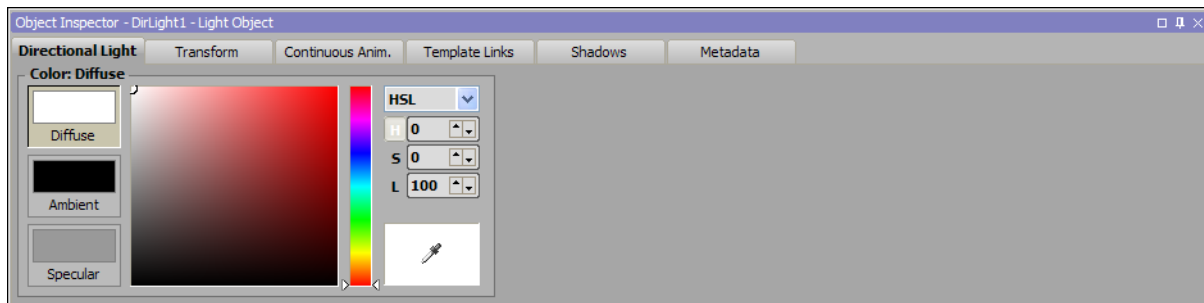 Object Inspector - DirLight1 - Light Object
Directional Light Transform Continuous Anim. Template Links Shadows Metadata
Color: Diffuse
Diffuse
Ambient
Specular
HSL
H 0
S 0
L 100